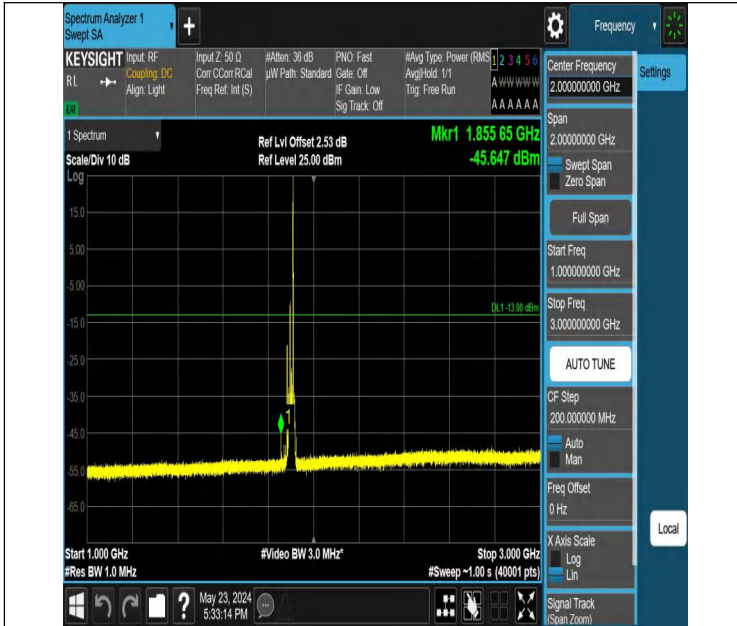 Spectrum Analyzer 1
Swept SA
+
Frequency
KEYSIGHT
RL
Input: RF
Coupling: DC
Align: Light
Input Z: 50 Ω
Corr CCorr RCal
Freq Ref: Int (S)
#Atten: 36 dB
µW Path: Standard
PNO: Fast
Gate: Off
IF Gain: Low
Sig Track: Off
#Avg Type: Power (RMS
Avg|Hold: 1/1
Trig: Free Run
1 2 3 4 5 6
A W W W W W
A A A A A A
1 Spectrum
Scale/Div 10 dB
Log
Ref Lvl Offset 2.53 dB
Ref Level 25.00 dBm
Mkr1 1.855 65 GHz
-45.647 dBm
15.0
5.00
-5.00
-15.0
-25.0
-35.0
-45.0
-55.0
-65.0
DL1 -13.00 dBm
1
Start 1.000 GHz
#Res BW 1.0 MHz
#Video BW 3.0 MHz*
Stop 3.000 GHz
#Sweep ~1.00 s (40001 pts)
Center Frequency
2.000000000 GHz
Settings
Span
2.00000000 GHz
Swept Span
Zero Span
Full Span
Start Freq
1.000000000 GHz
Stop Freq
3.000000000 GHz
AUTO TUNE
CF Step
200.000000 MHz
Auto
Man
Freq Offset
0 Hz
X Axis Scale
Log
Lin
Local
Signal Track
(Span Zoom)
?
May 23, 2024
5:33:14 PM